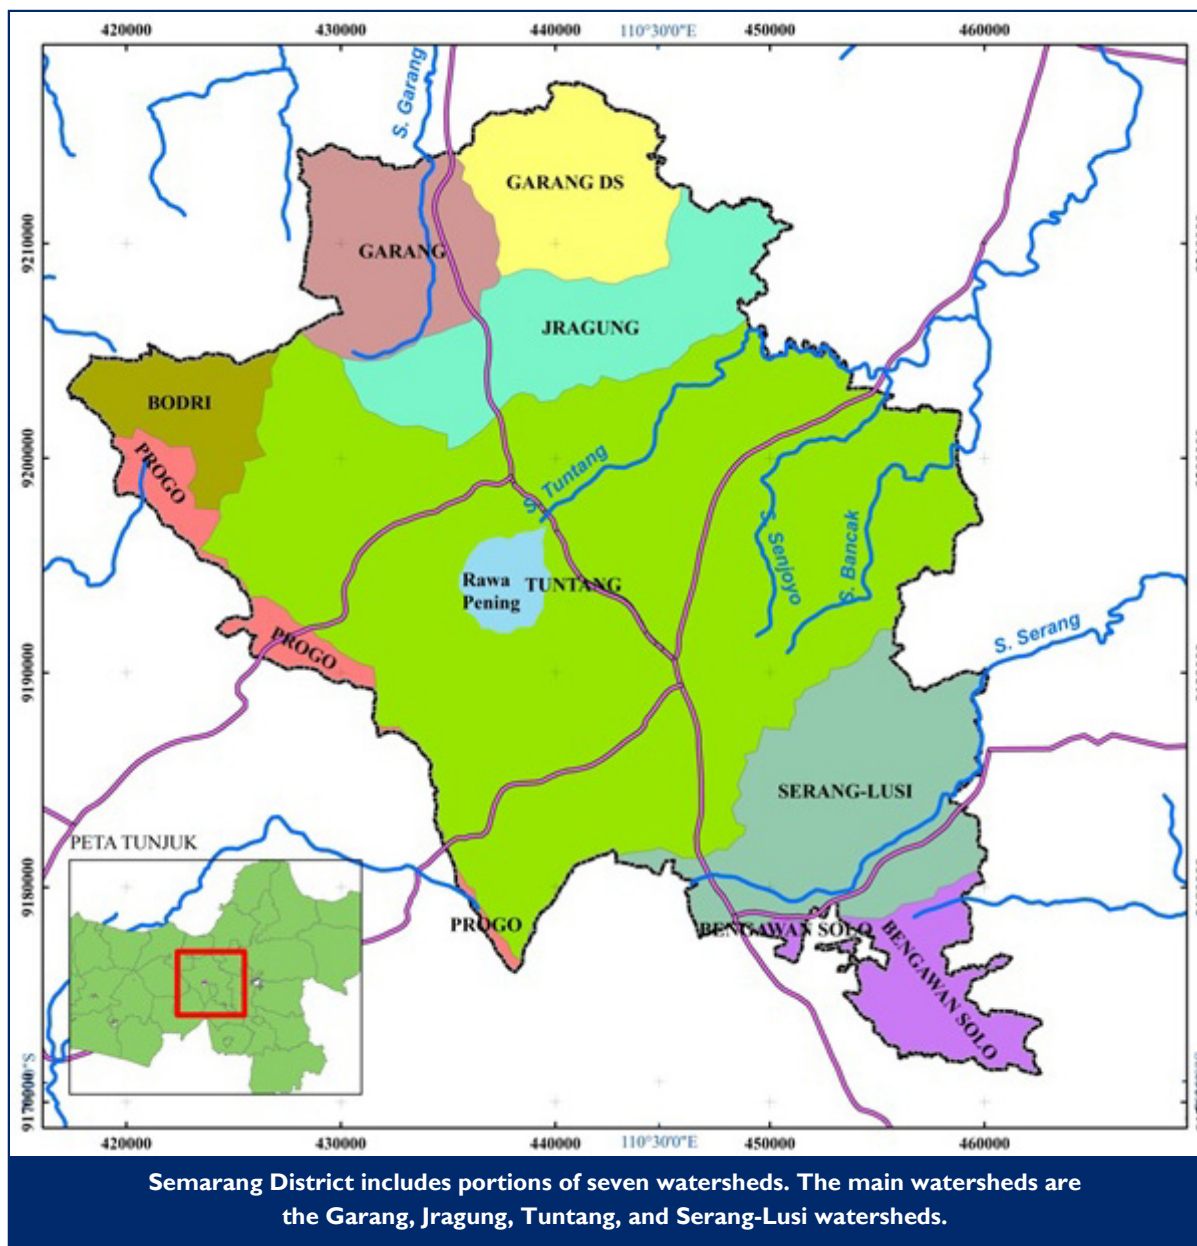 420000 430000 440000 110°30'0"E 450000 460000
S. Garang
GARANG DS
9210000
GARANG
JRAGUNG
BODRI
PROGO
9200000
S. Tuntang
S. Senjoyo
S. Bancak
Rawa
Pening
TUNTANG
S. Serang
PROGO
9190000
SERANG-LUSI
PETA TUNJUK
9180000
PROGO
BENGAWAN SOLO
BENGAWAN SOLO
9170000
420000 430000 440000 110°30'0"E 450000 460000
Semarang District includes portions of seven watersheds. The main watersheds are
the Garang, Jragung, Tuntang, and Serang-Lusi watersheds.